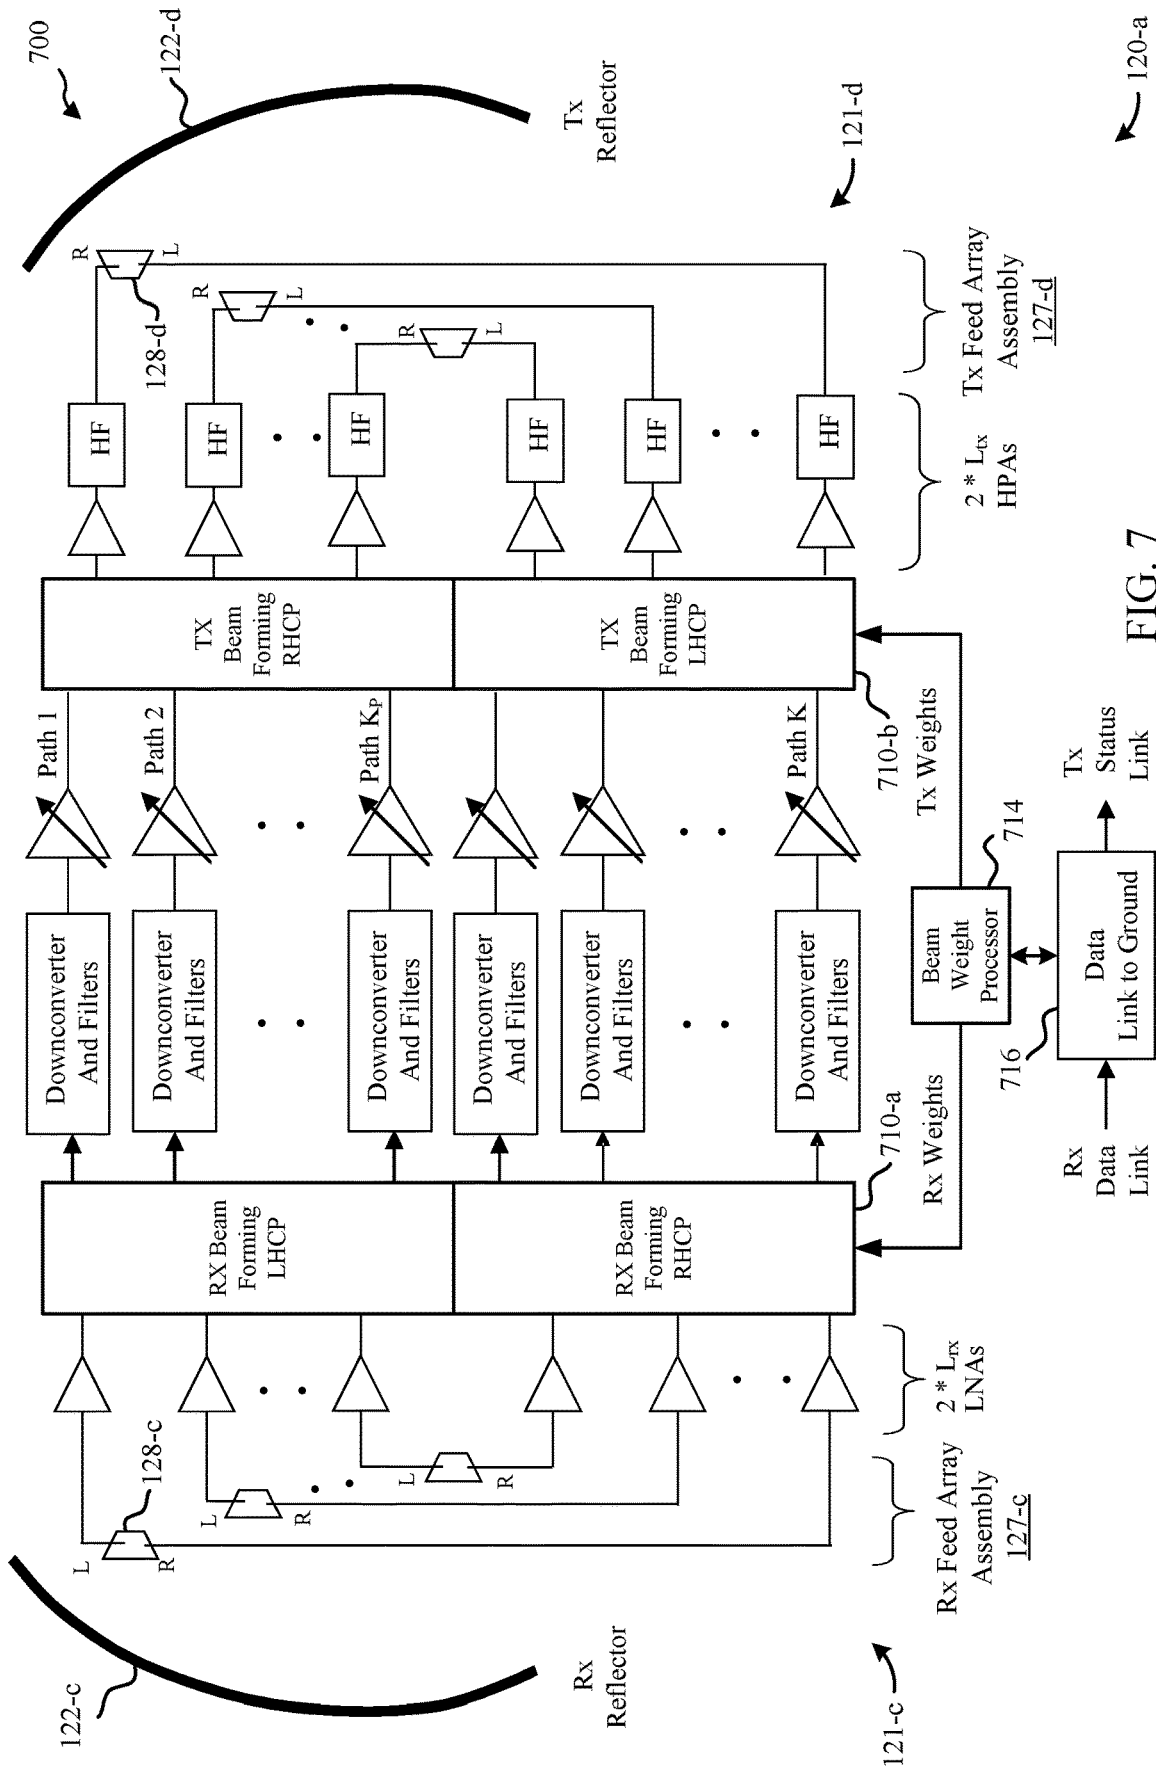 700
122-d
Tx
Reflector
121-d
120-a
R
L
128-d
R
L
R
L
Tx Feed Array
Assembly
127-d
HF
HF
HF
HF
HF
HF
2 * Ltx
HPAs
TX
Beam
Forming
RHCP
TX
Beam
Forming
LHCP
710-b
Tx Weights
Path 1
Path 2
Path KP
Path K
Downconverter
And Filters
Downconverter
And Filters
Downconverter
And Filters
Downconverter
And Filters
Downconverter
And Filters
Downconverter
And Filters
Beam
Weight
Processor
714
Data
Link to Ground
716
Tx
Status
Link
Rx
Data
Link
RX Beam
Forming
LHCP
RX Beam
Forming
RHCP
710-a
Rx Weights
2 * Lrx
LNAs
128-c
L
R
L
R
L
R
Rx Feed Array
Assembly
127-c
122-c
Rx
Reflector
121-c
FIG. 7